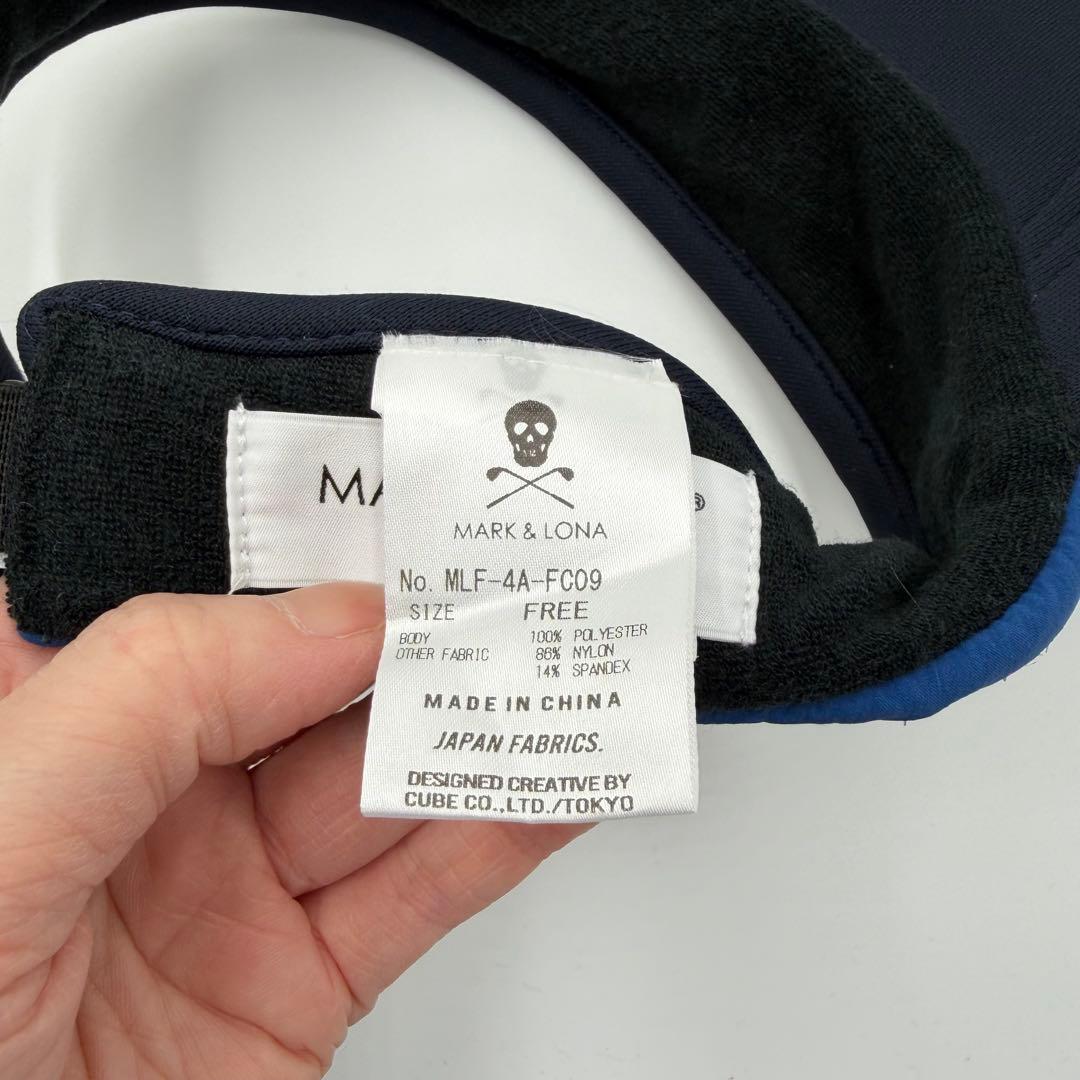 MA
®
MARK & LONA
No. MLF-4A-FC09
SIZE FREE
BODY 100% POLYESTER
OTHER FABRIC 86% NYLON
14% SPANDEX
MADE IN CHINA
JAPAN FABRICS.
DESIGNED CREATIVE BY
CUBE CO.,LTD./TOKYO